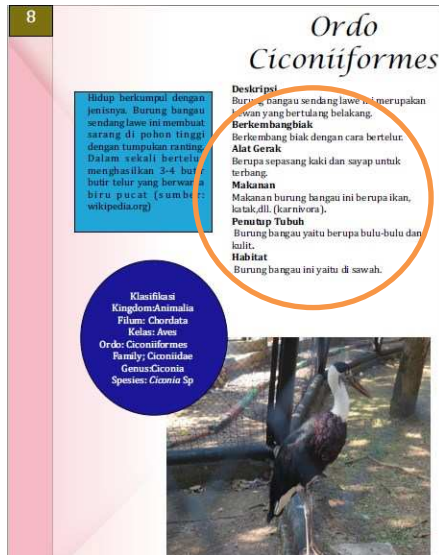 8
Ordo
Ciconiiformes
Hidup berkumpul dengan
jenisnya. Burung bangau
sendang lawe ini membuat
sarang di pohon tinggi
dengan tumpukan ranting.
Dalam sekali bertelur
menghasilkan 3-4 butir
butir telur yang berwarna
biru pucat (sumber:
wikipedia.org)
Deskripsi
Burung bangau sendang lawe ini merupakan
hewan yang bertulang belakang.
Berkembangbiak
Berkembang biak dengan cara bertelur.
Alat Gerak
Berupa sepasang kaki dan sayap untuk
terbang.
Makanan
Makanan burung bangau ini berupa ikan,
katak,dll. (karnivora).
Penutup Tubuh
Burung bangau yaitu berupa bulu-bulu dan
kulit.
Habitat
Burung bangau ini yaitu di sawah.
Klasifikasi
Kingdom:Animalia
Filum: Chordata
Kelas: Aves
Ordo: Ciconiiformes
Family; Ciconiidae
Genus:Ciconia
Spesies: Ciconia Sp